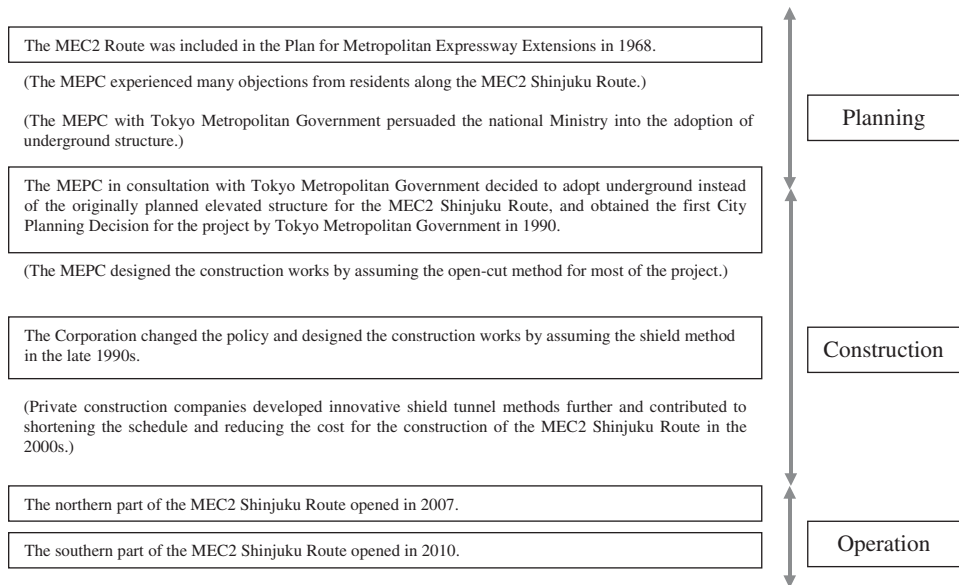 The MEC2 Route was included in the Plan for Metropolitan Expressway Extensions in 1968.
(The MEPC experienced many objections from residents along the MEC2 Shinjuku Route.)
(The MEPC with Tokyo Metropolitan Government persuaded the national Ministry into the adoption of
underground structure.)
Planning
The MEPC in consultation with Tokyo Metropolitan Government decided to adopt underground instead
of the originally planned elevated structure for the MEC2 Shinjuku Route, and obtained the first City
Planning Decision for the project by Tokyo Metropolitan Government in 1990.
(The MEPC designed the construction works by assuming the open-cut method for most of the project.)
The Corporation changed the policy and designed the construction works by assuming the shield method
in the late 1990s.
Construction
(Private construction companies developed innovative shield tunnel methods further and contributed to
shortening the schedule and reducing the cost for the construction of the MEC2 Shinjuku Route in the
2000s.)
The northern part of the MEC2 Shinjuku Route opened in 2007.
The southern part of the MEC2 Shinjuku Route opened in 2010.
Operation